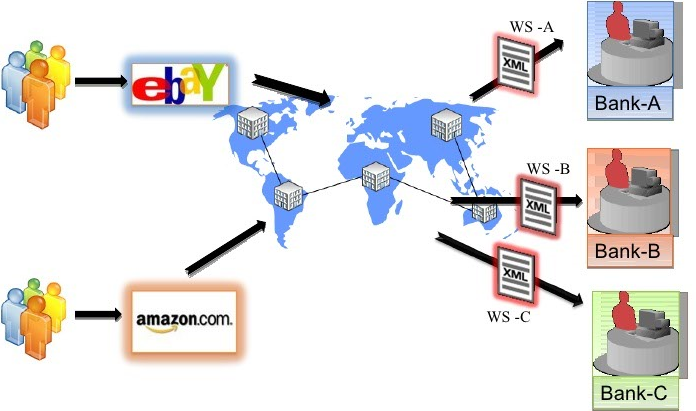 WS -A
XML
ebaY
Bank-A
WS -B
XML
Bank-B
XML
amazon.com.
WS -C
Bank-C